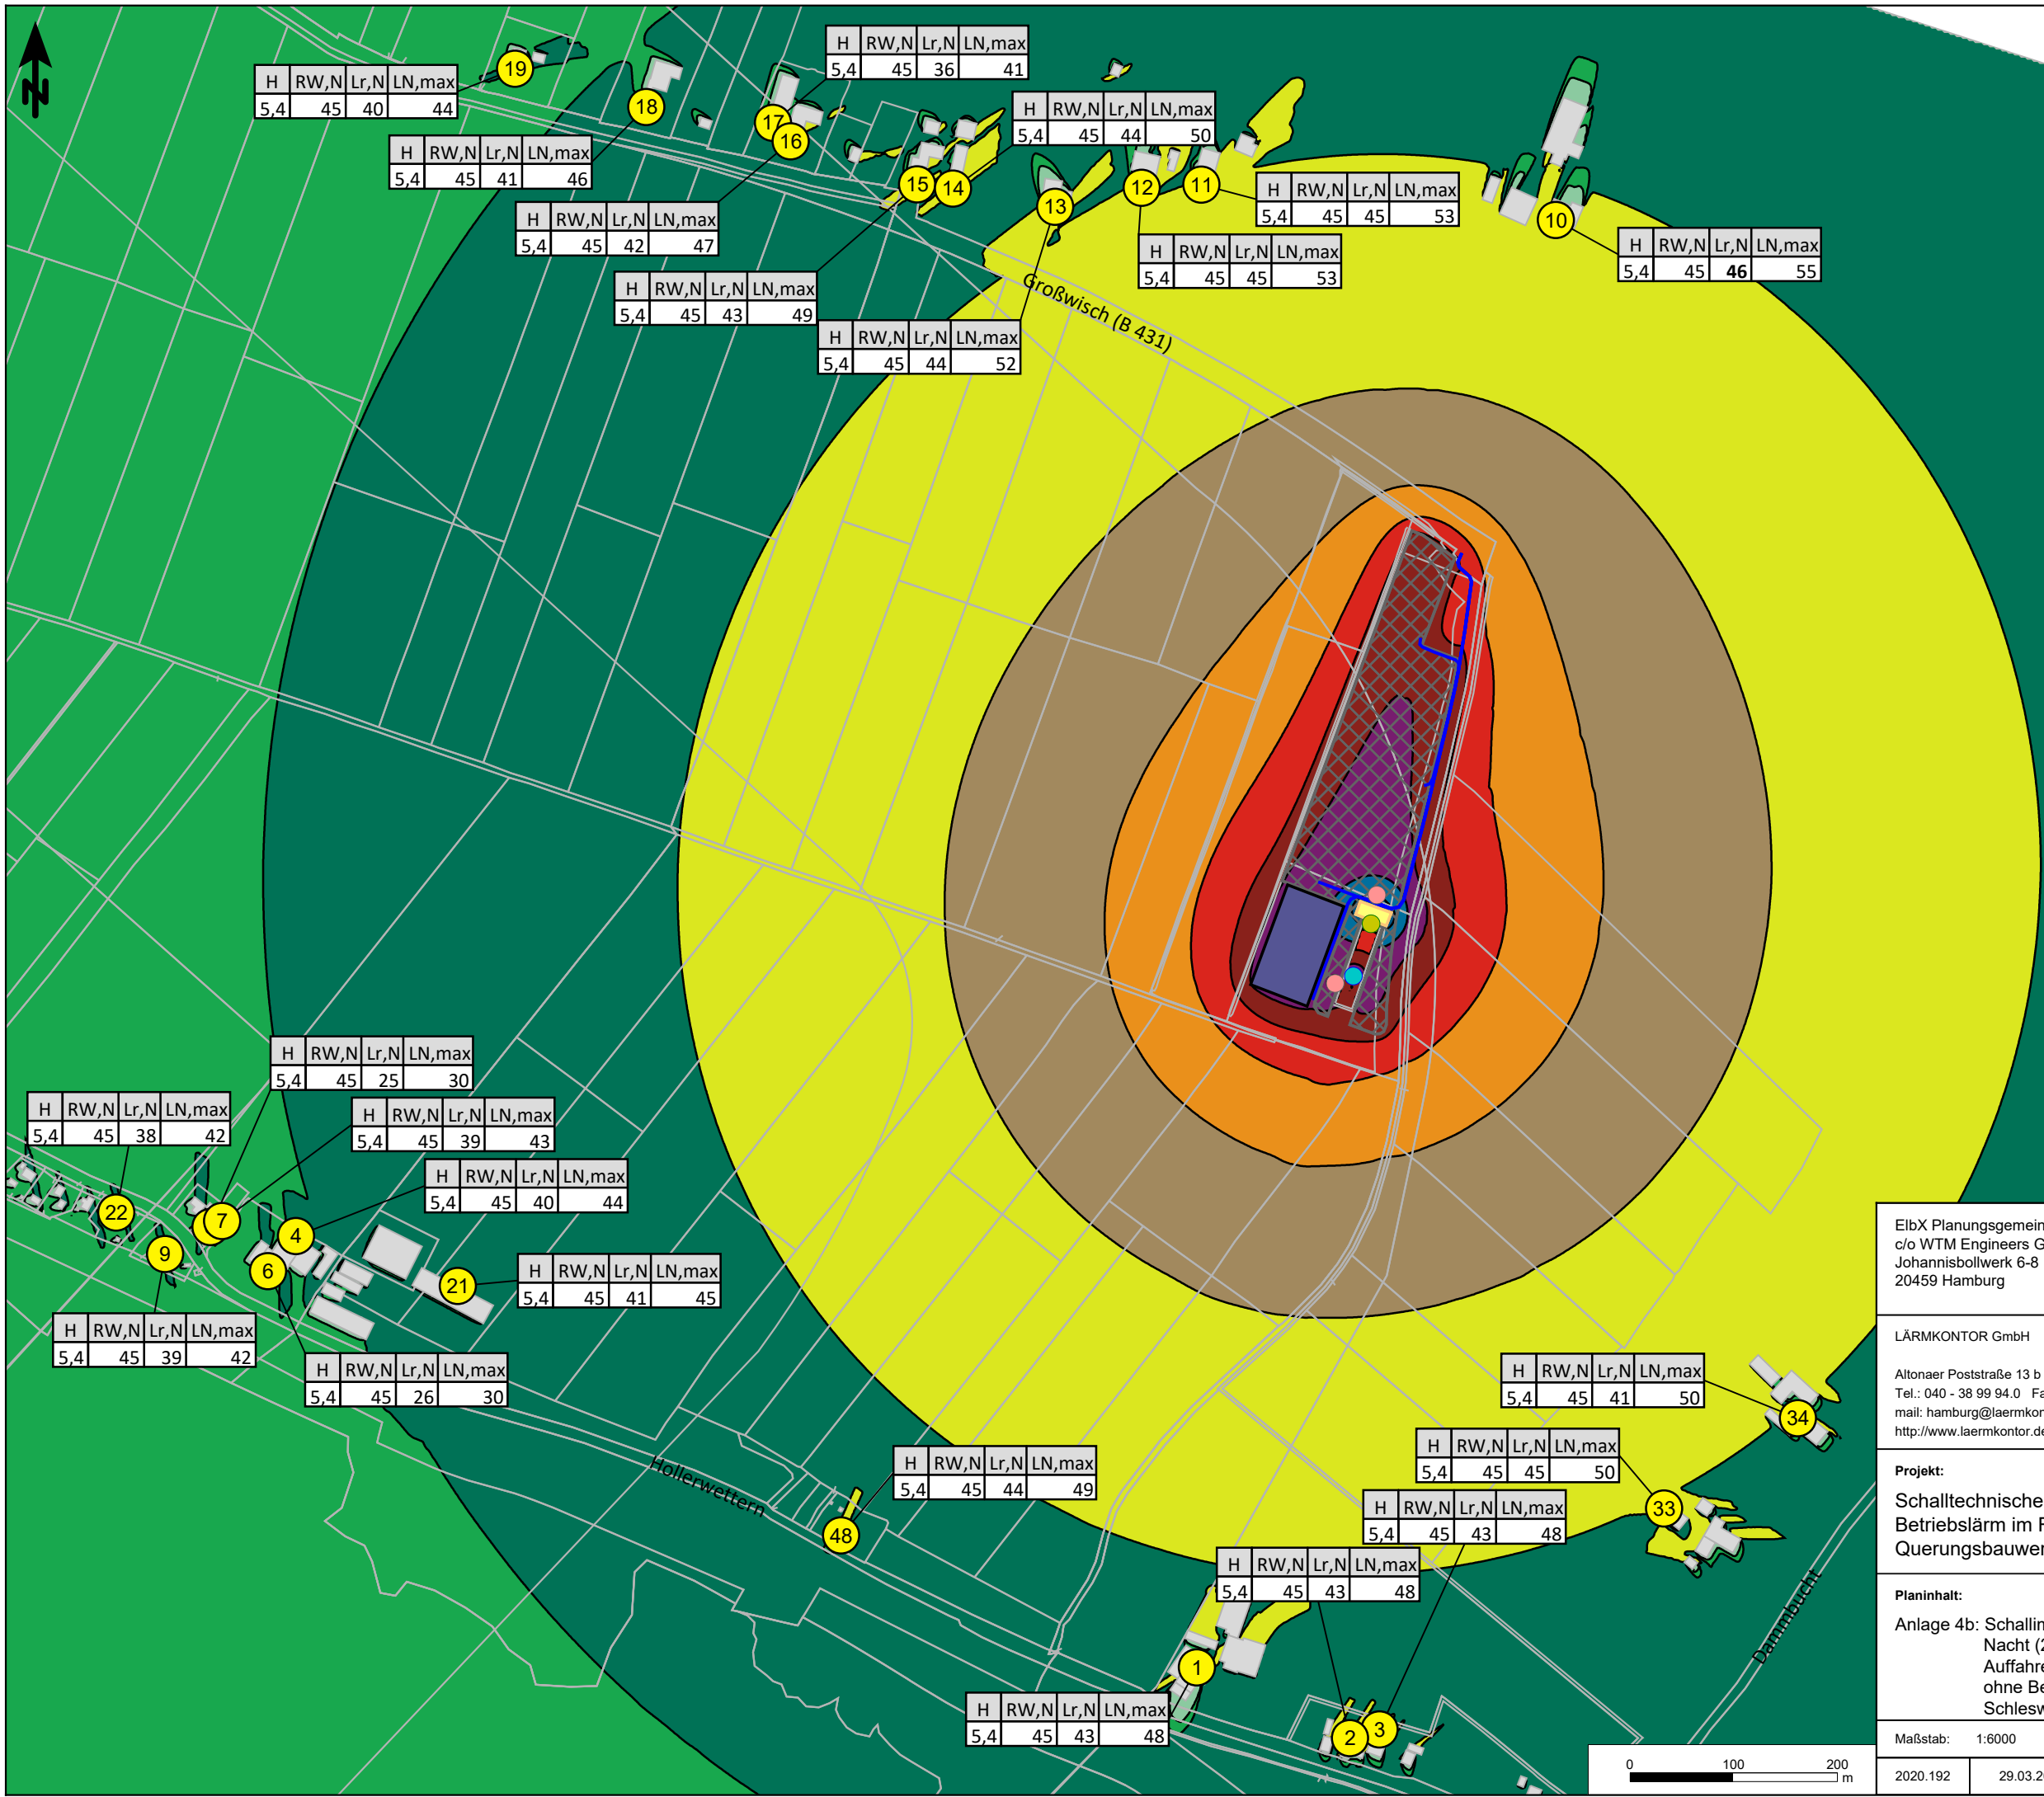 N
H RW,N Lr,N LN,max
5,4 45 36 41
H RW,N Lr,N LN,max
5,4 45 40 44
19
18
17
16
H RW,N Lr,N LN,max
5,4 45 44 50
H RW,N Lr,N LN,max
5,4 45 41 46
15
14
13
12
11
10
H RW,N Lr,N LN,max
5,4 45 45 53
H RW,N Lr,N LN,max
5,4 45 42 47
H RW,N Lr,N LN,max
5,4 45 46 55
H RW,N Lr,N LN,max
5,4 45 45 53
H RW,N Lr,N LN,max
5,4 45 43 49
Großwisch (B 431)
H RW,N Lr,N LN,max
5,4 45 44 52
H RW,N Lr,N LN,max
5,4 45 25 30
H RW,N Lr,N LN,max
5,4 45 38 42
H RW,N Lr,N LN,max
5,4 45 39 43
H RW,N Lr,N LN,max
5,4 45 40 44
22
7
4
9
6
21
H RW,N Lr,N LN,max
5,4 45 41 45
H RW,N Lr,N LN,max
5,4 45 39 42
H RW,N Lr,N LN,max
5,4 45 26 30
H RW,N Lr,N LN,max
5,4 45 41 50
34
H RW,N Lr,N LN,max
5,4 45 45 50
33
Hollerwettern
H RW,N Lr,N LN,max
5,4 45 44 49
48
H RW,N Lr,N LN,max
5,4 45 43 48
H RW,N Lr,N LN,max
5,4 45 43 48
Dammbucht
1
H RW,N Lr,N LN,max
5,4 45 43 48
2
3
0 100 200
m
ElbX Planungsgemein
c/o WTM Engineers G
Johannisbollwerk 6-8
20459 Hamburg
LÄRMKONTOR GmbH
Altonaer Poststraße 13 b
Tel.: 040 - 38 99 94.0 Fa
mail: hamburg@laermkon
http://www.laermkontor.de
Projekt:
Schalltechnische
Betriebslärm im
Querungsbauwer
Planinhalt:
Anlage 4b: Schallim
Nacht (2
Auffahre
ohne Be
Schlesw
Maßstab: 1:6000
2020.192 29.03.2